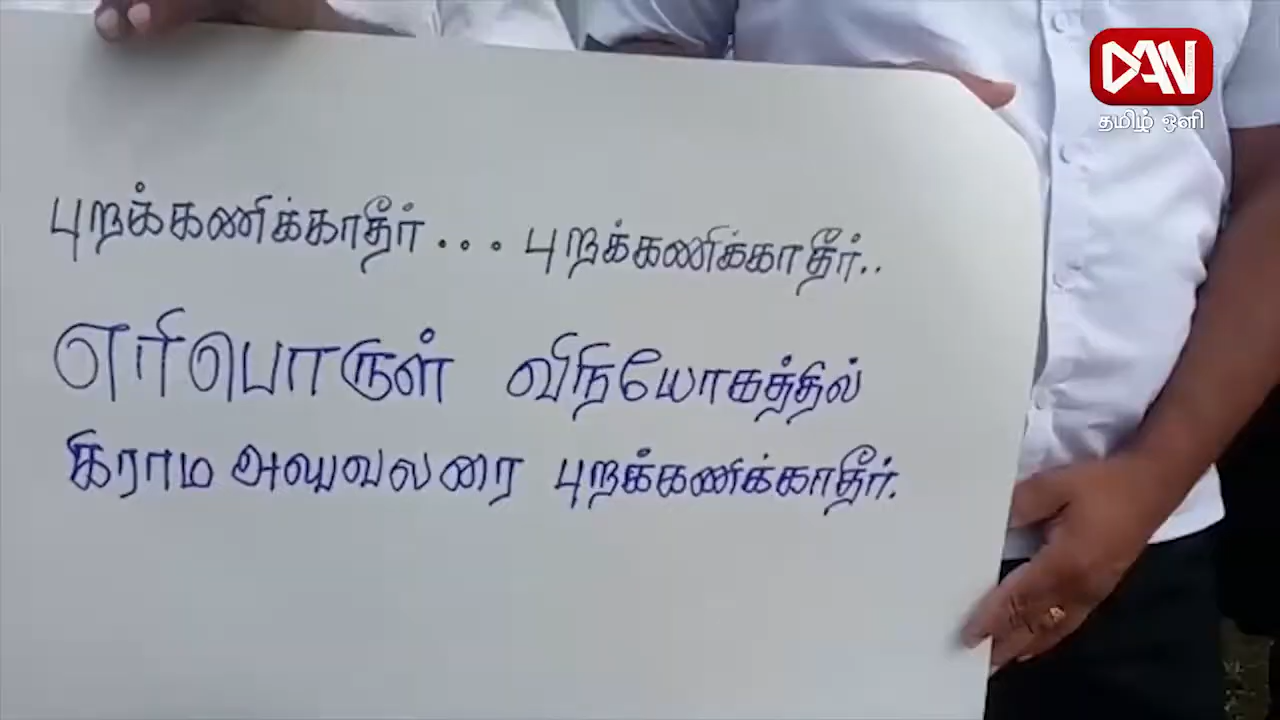 DAN
தமிழ் ஒளி
புறக்கணிக்காதீர்... புறக்கணிக்காதீர்..
எரிபொருள் விநியோகத்தில்
கிராம அலுவலரை புறக்கணிக்காதீர்.